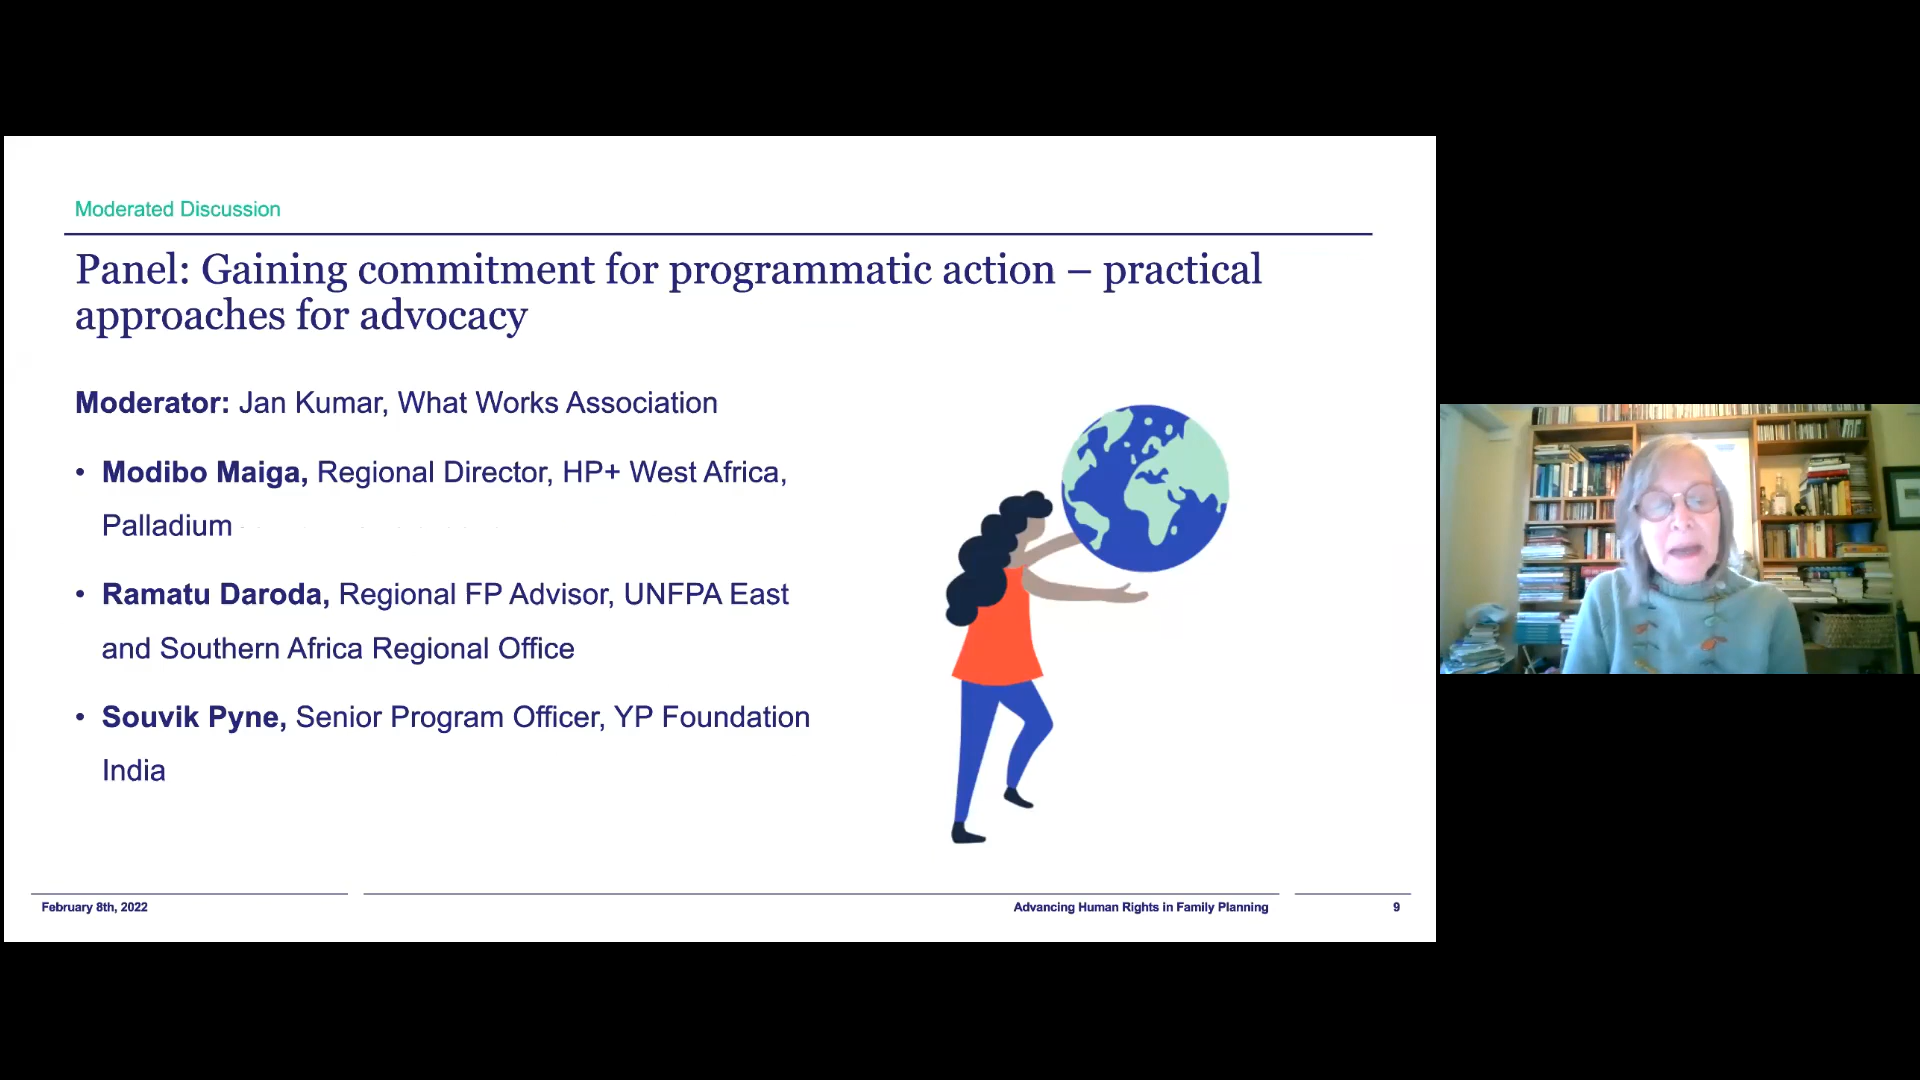 Moderated Discussion
Panel: Gaining commitment for programmatic action – practical
approaches for advocacy
Moderator: Jan Kumar, What Works Association
• Modibo Maiga, Regional Director, HP+ West Africa,
Palladium
• Ramatu Daroda, Regional FP Advisor, UNFPA East
and Southern Africa Regional Office
• Souvik Pyne, Senior Program Officer, YP Foundation
India
February 8th, 2022
Advancing Human Rights in Family Planning
9